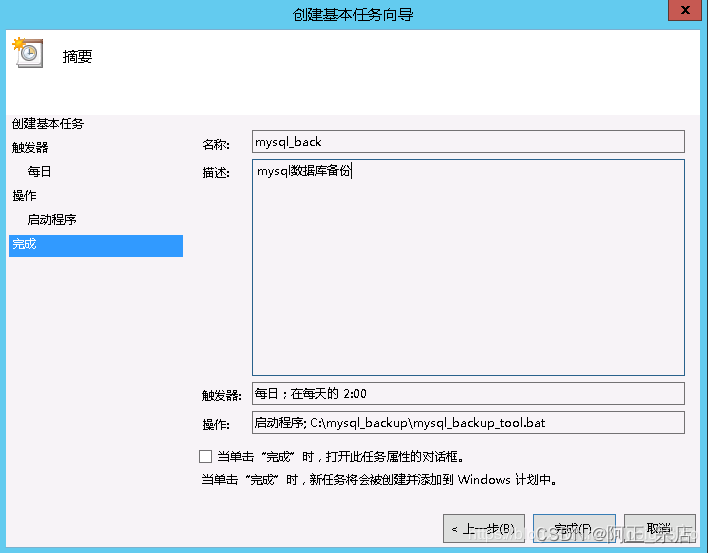 创建基本任务向导
x
摘要
创建基本任务
触发器
每日
操作
启动程序
完成
名称: mysql_back
描述: mysql数据库备份
触发器: 每日；在每天的 2:00
操作: 启动程序; C:\mysql_backup\mysql_backup_tool.bat
当单击“完成”时，打开此任务属性的对话框。
当单击“完成”时，新任务将会被创建并添加到 Windows 计划中。
< 上一步(B) 完成(F) 取消
CSDN @阿正_杂店